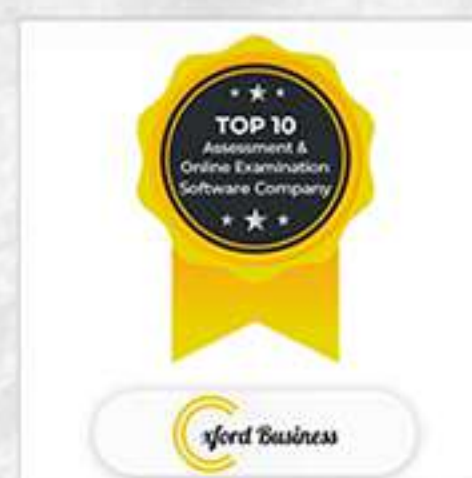 TOP 10
Assessment &
Online Examination
Software Company
xford Business